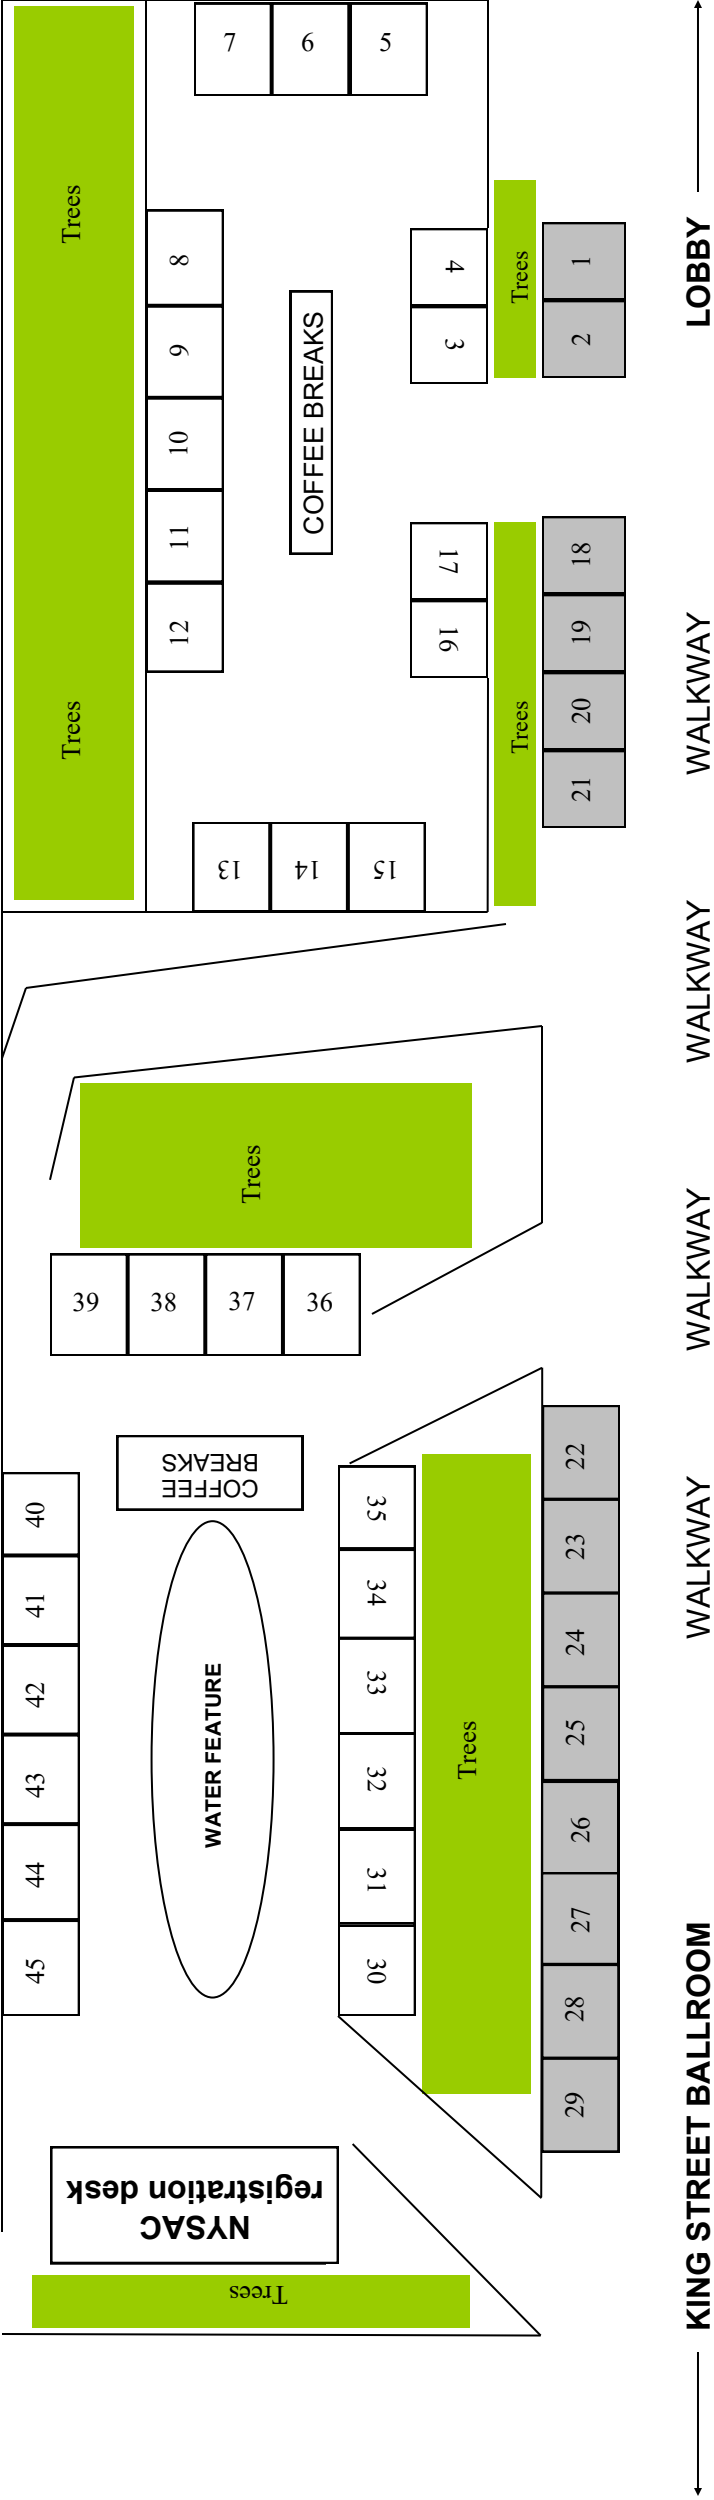 7
6
5
Trees
8
9
10
11
12
COFFEE BREAKS
4
3
Trees
1
2
LOBBY
17
16
Trees
18
19
20
21
WALKWAY
Trees
13
14
15
WALKWAY
Trees
39
38
37
36
WALKWAY
COFFEE
BREAKS
40
41
42
43
44
45
WATER FEATURE
35
34
33
32
31
30
Trees
22
23
24
25
26
27
28
29
WALKWAY
NYSAC
registration desk
Trees
KING STREET BALLROOM